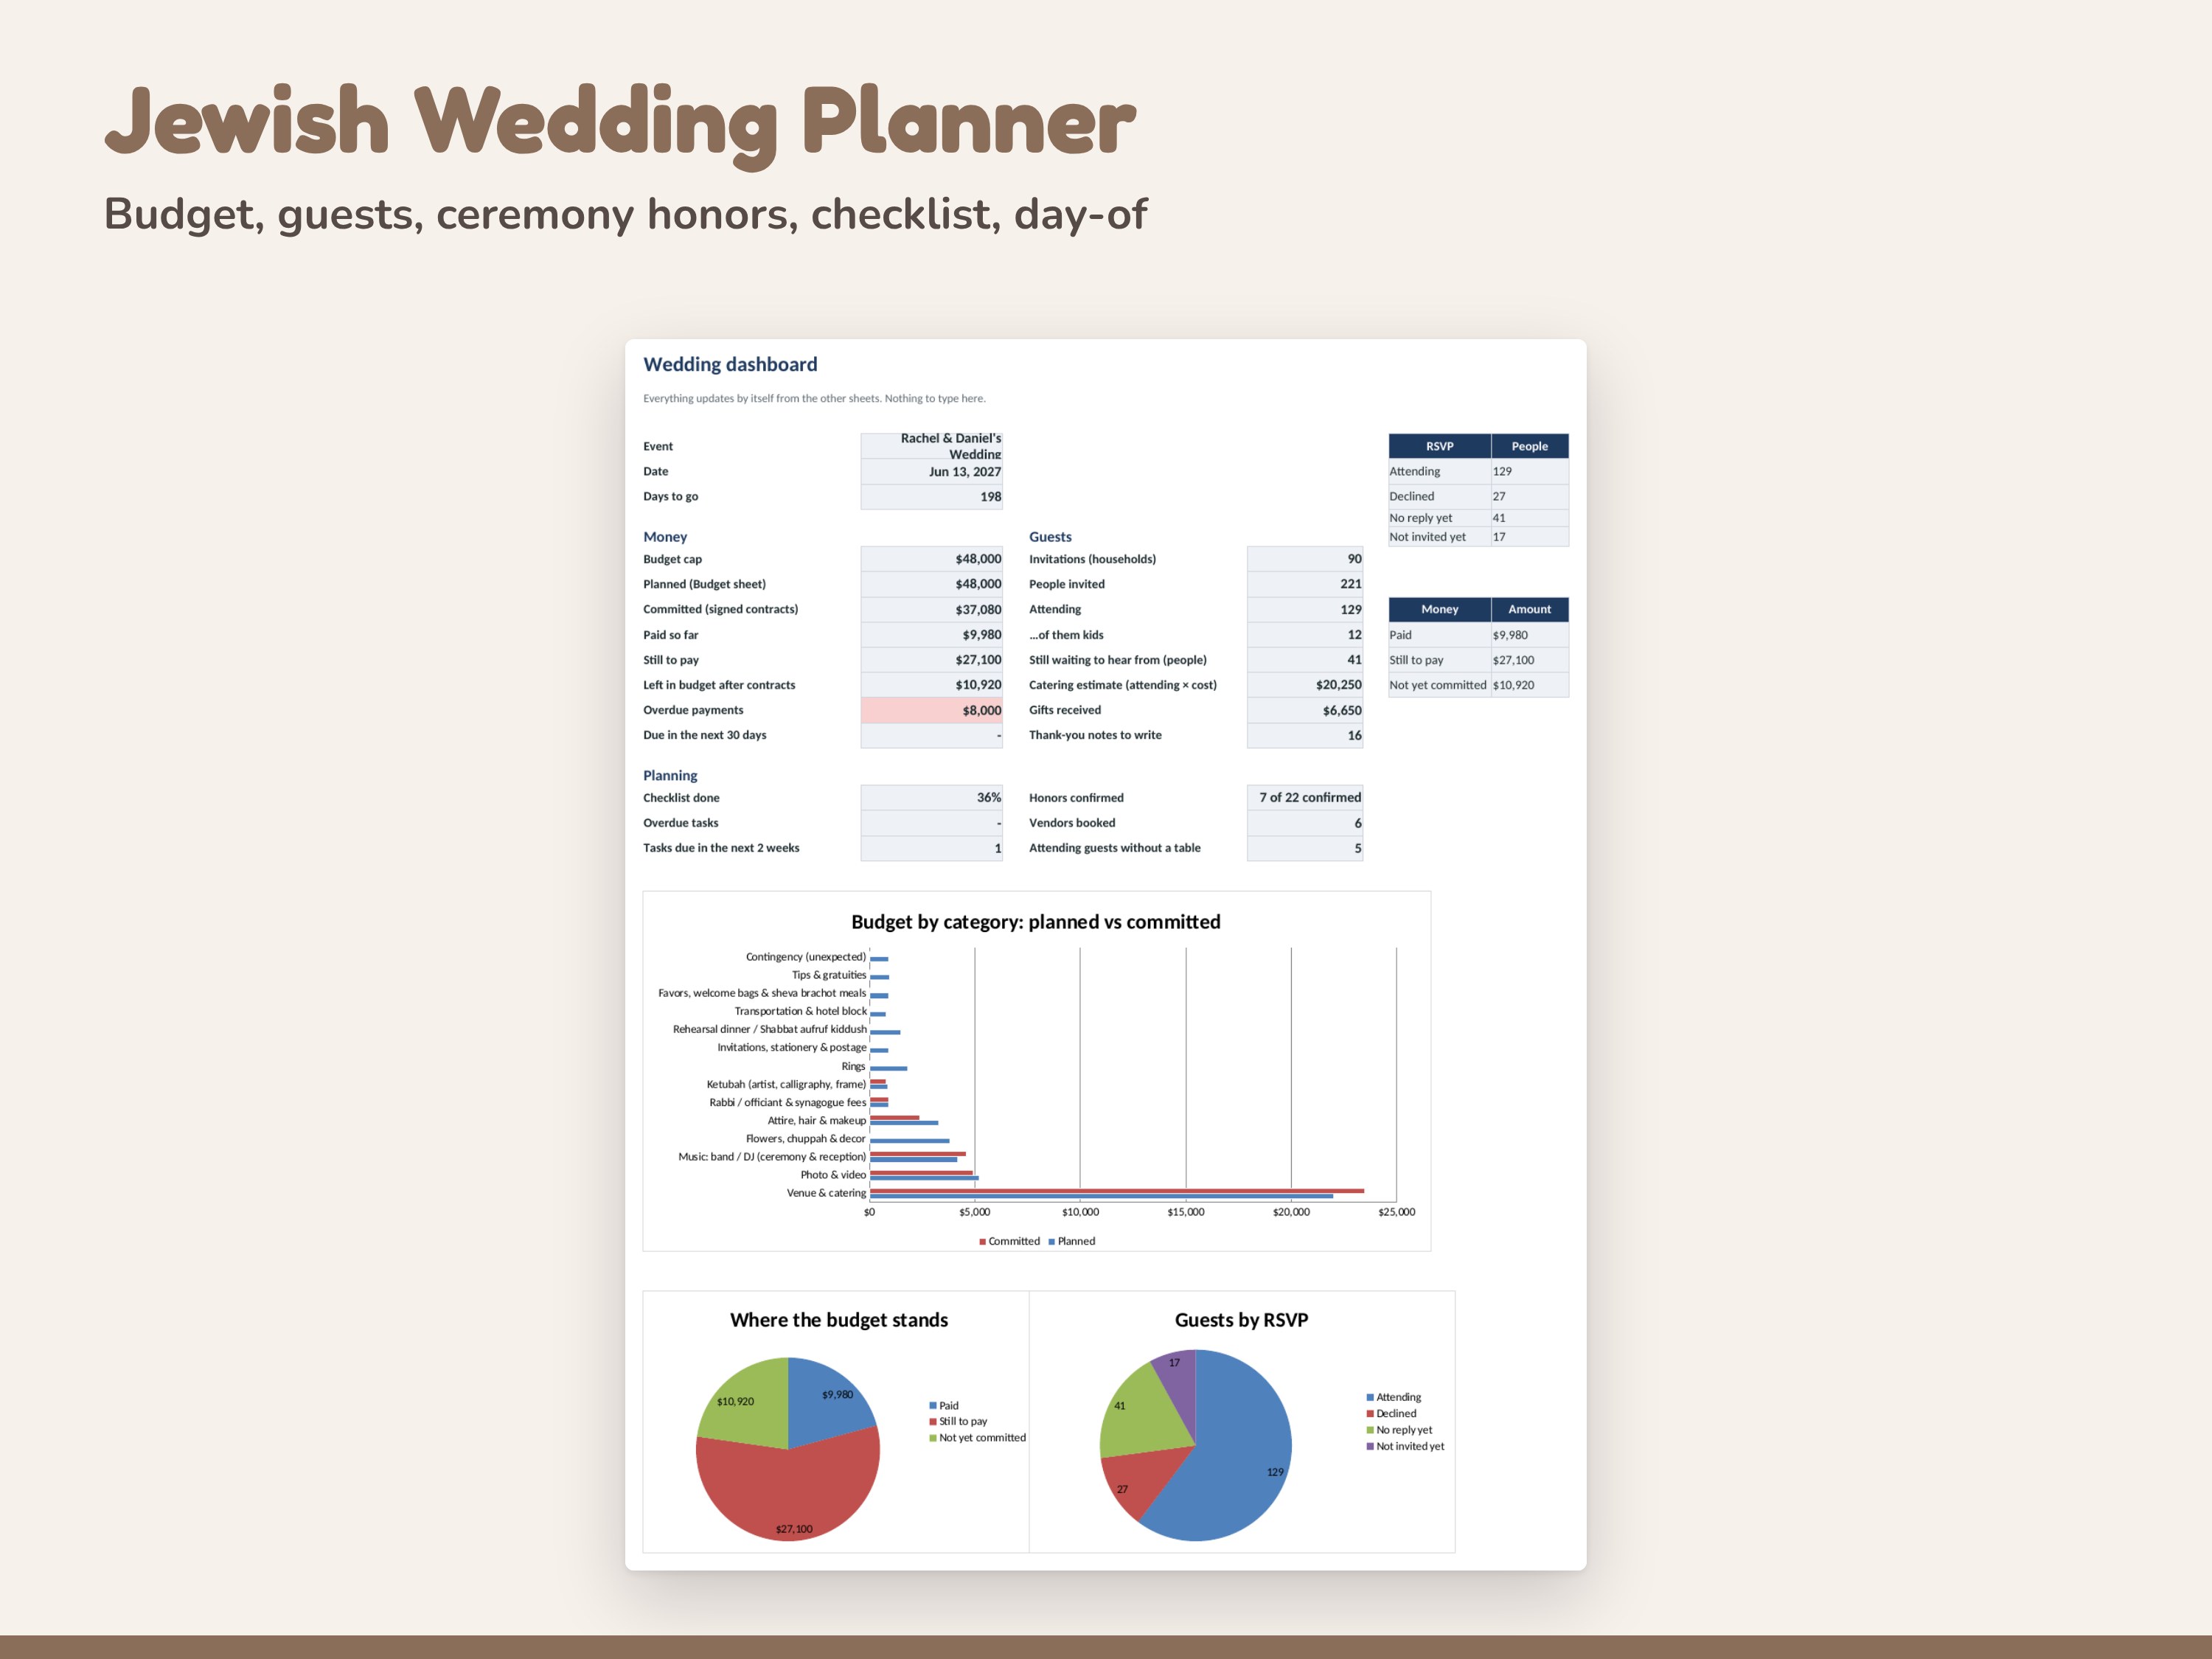 Jewish Wedding Planner
Budget, guests, ceremony honors, checklist, day-of
Wedding dashboard
Everything updates by itself from the other sheets. Nothing to type here.
Event Rachel & Daniel's Wedding
Date Jun 13, 2027
Days to go 198
RSVP People
Attending 129
Declined 27
No reply yet 41
Not invited yet 17
Money
Budget cap $48,000
Planned (Budget sheet) $48,000
Committed (signed contracts) $37,080
Paid so far $9,980
Still to pay $27,100
Left in budget after contracts $10,920
Overdue payments $8,000
Due in the next 30 days -
Guests
Invitations (households) 90
People invited 221
Attending 129
...of them kids 12
Still waiting to hear from (people) 41
Catering estimate (attending × cost) $20,250
Gifts received $6,650
Thank-you notes to write 16
Money Amount
Paid $9,980
Still to pay $27,100
Not yet committed $10,920
Planning
Checklist done 36%
Overdue tasks -
Tasks due in the next 2 weeks 1
Honors confirmed 7 of 22 confirmed
Vendors booked 6
Attending guests without a table 5
Budget by category: planned vs committed
Contingency (unexpected)
Tips & gratuities
Favors, welcome bags & sheva brachot meals
Transportation & hotel block
Rehearsal dinner / Shabbat aufruf kiddush
Invitations, stationery & postage
Rings
Ketubah (artist, calligraphy, frame)
Rabbi / officiant & synagogue fees
Attire, hair & makeup
Flowers, chuppah & decor
Music: band / DJ (ceremony & reception)
Photo & video
Venue & catering
$0 $5,000 $10,000 $15,000 $20,000 $25,000
Committed Planned
Where the budget stands
$10,920
$9,980
$27,100
Paid
Still to pay
Not yet committed
Guests by RSVP
17
41
27
129
Attending
Declined
No reply yet
Not invited yet